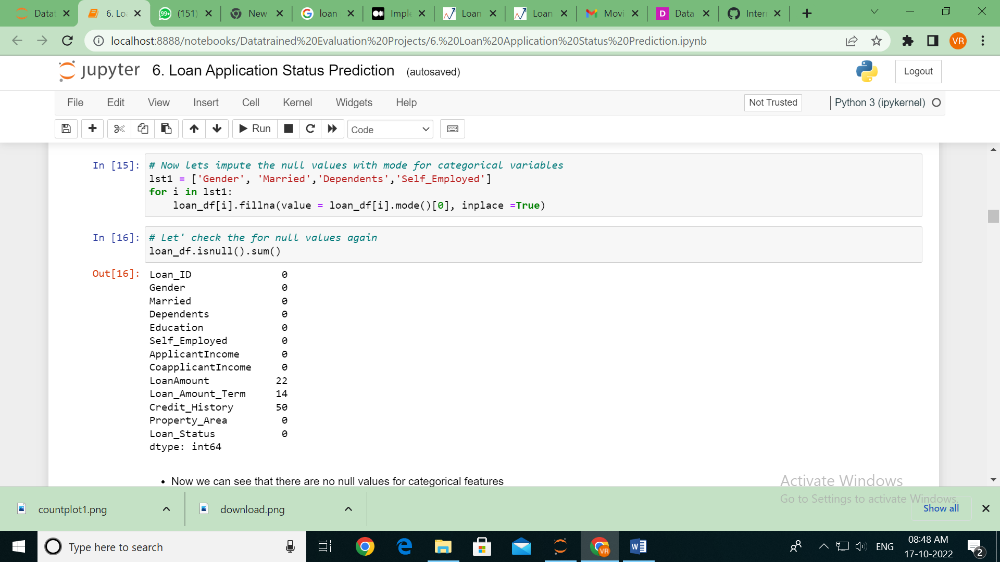 Datat
6. Lo
99+
(151)
New
loan
Imple
Loan
Loan
Movi
D
Data
Inter
localhost:8888/notebooks/Datatrained%20Evaluation%20Projects/6.%20Loan%20Application%20Status%20Prediction.ipynb
VR
jupyter 6. Loan Application Status Prediction (autosaved)
Logout
File Edit View Insert Cell Kernel Widgets Help
Not Trusted
Python 3 (ipykernel)
Run
Code
In [15]:
# Now lets impute the null values with mode for categorical variables
lst1 = ['Gender', 'Married','Dependents','Self_Employed']
for i in lst1:
    loan_df[i].fillna(value = loan_df[i].mode()[0], inplace =True)
In [16]:
# Let' check the for null values again
loan_df.isnull().sum()
Out[16]:
Loan_ID 0
Gender 0
Married 0
Dependents 0
Education 0
Self_Employed 0
ApplicantIncome 0
CoapplicantIncome 0
LoanAmount 22
Loan_Amount_Term 14
Credit_History 50
Property_Area 0
Loan_Status 0
dtype: int64
• Now we can see that there are no null values for categorical features
Activate Windows
Go to Settings to activate Windows.
countplot1.png
download.png
Show all
Type here to search
VR
W
ENG
08:48 AM
17-10-2022
2